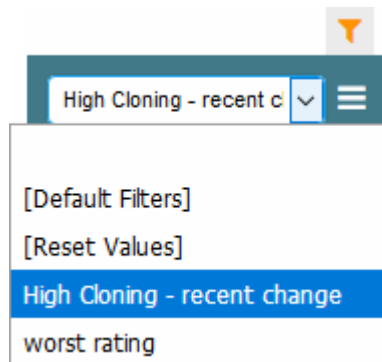 High Cloning - recent c
[Default Filters]
[Reset Values]
High Cloning - recent change
worst rating